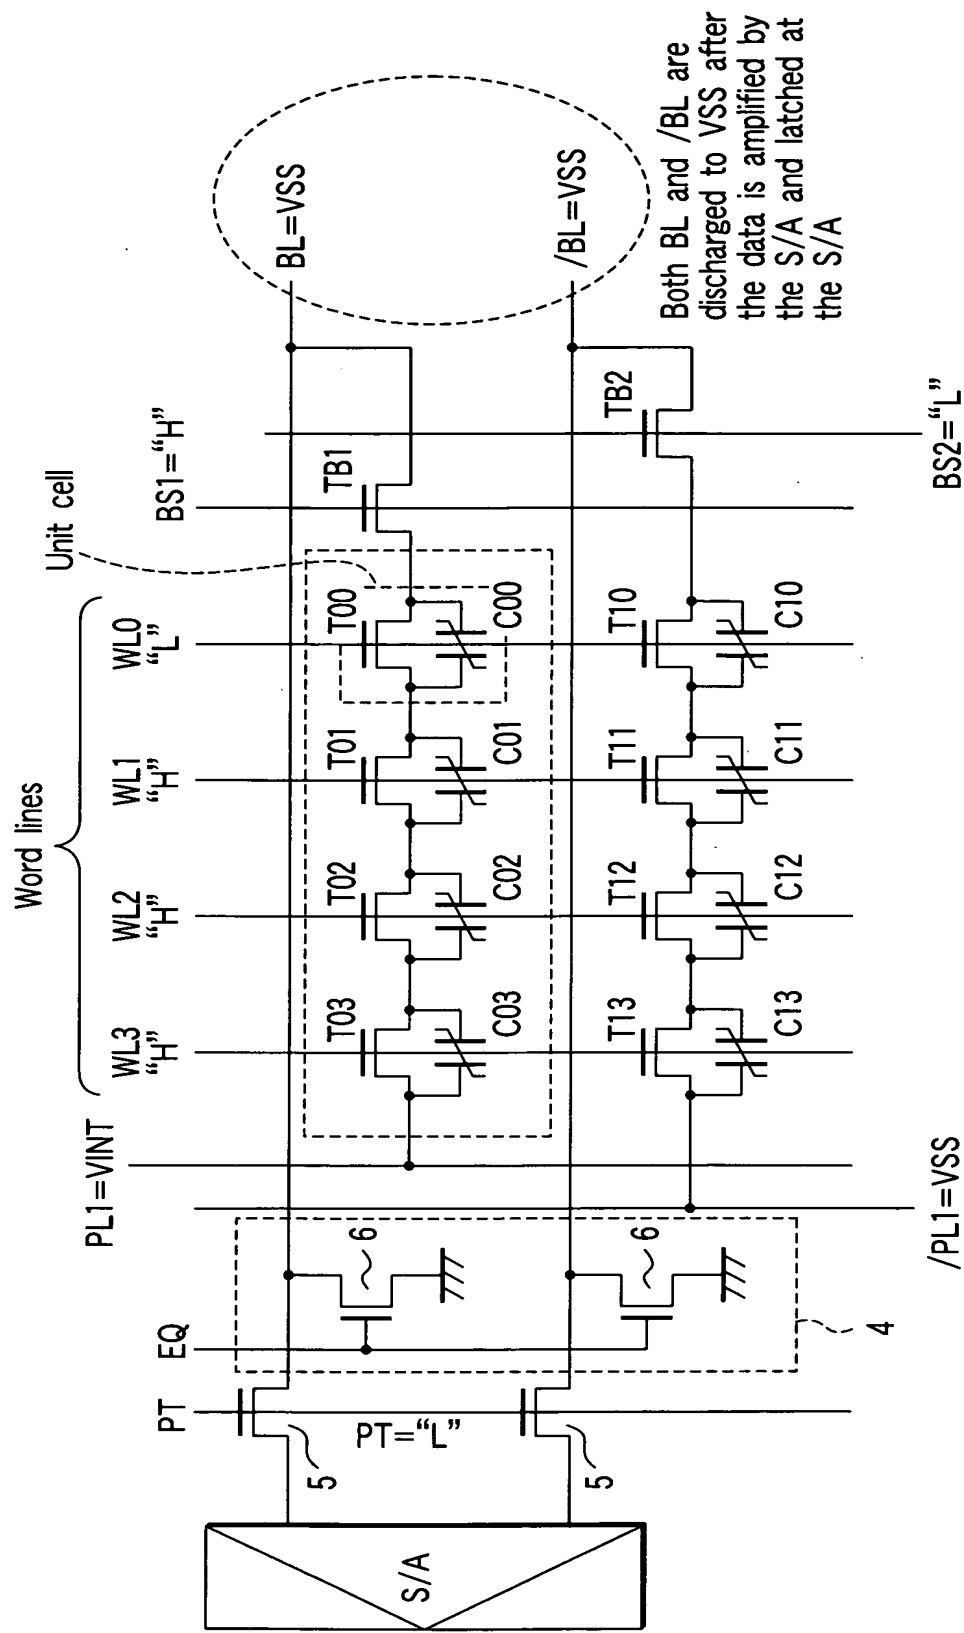 Word lines
Unit cell
PL1=VINT
WL3
“H”
WL2
“H”
WL1
“H”
WL0
“L”
BS1=“H”
PT
EQ
BL=VSS
T03
T02
T01
T00
TB1
C03
C02
C01
C00
5
6
PT=“L”
S/A
/BL=VSS
T13
T12
T11
T10
TB2
C13
C12
C11
C10
5
6
4
/PL1=VSS
BS2=“L”
Both BL and /BL are
discharged to VSS after
the data is amplified by
the S/A and latched at
the S/A